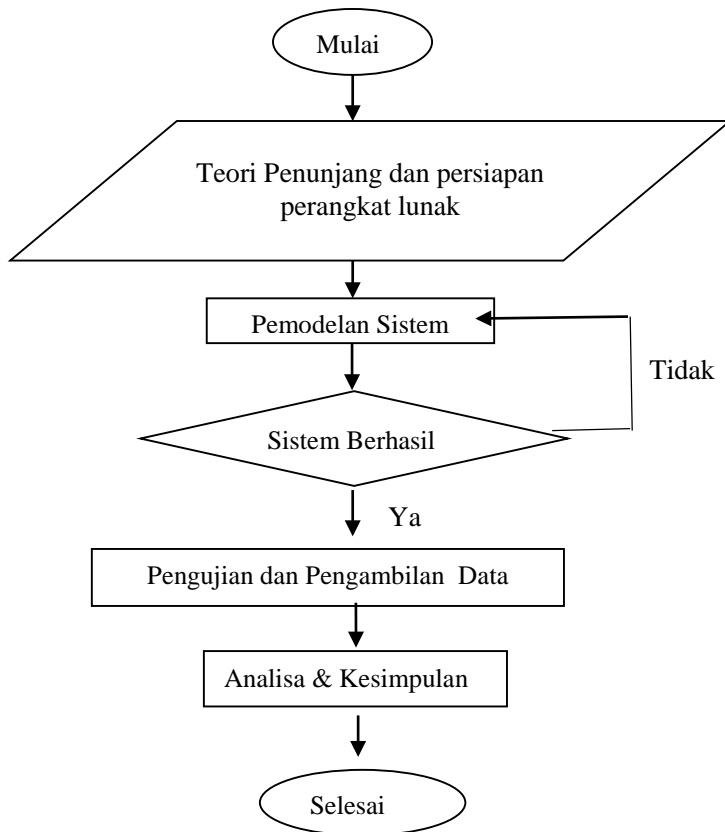 Mulai
Teori Penunjang dan persiapan
perangkat lunak
Pemodelan Sistem
Tidak
Sistem Berhasil
Ya
Pengujian dan Pengambilan Data
Analisa & Kesimpulan
Selesai